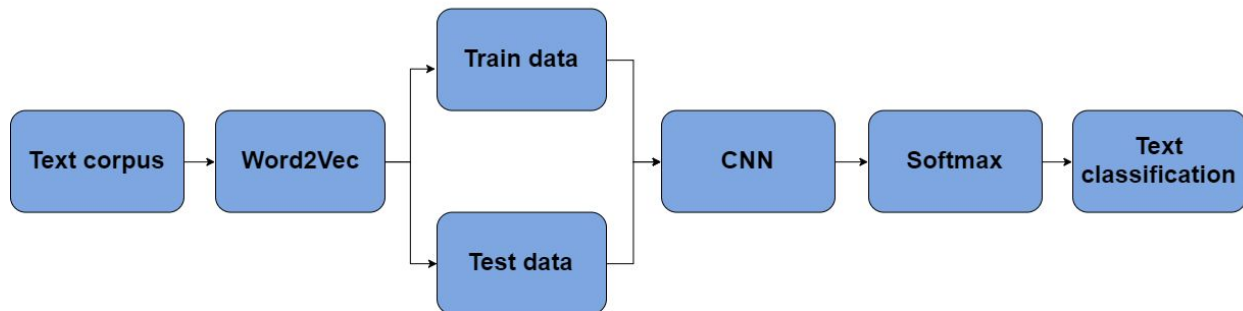 Train data
Text corpus
Word2Vec
CNN
Softmax
Text
classification
Test data